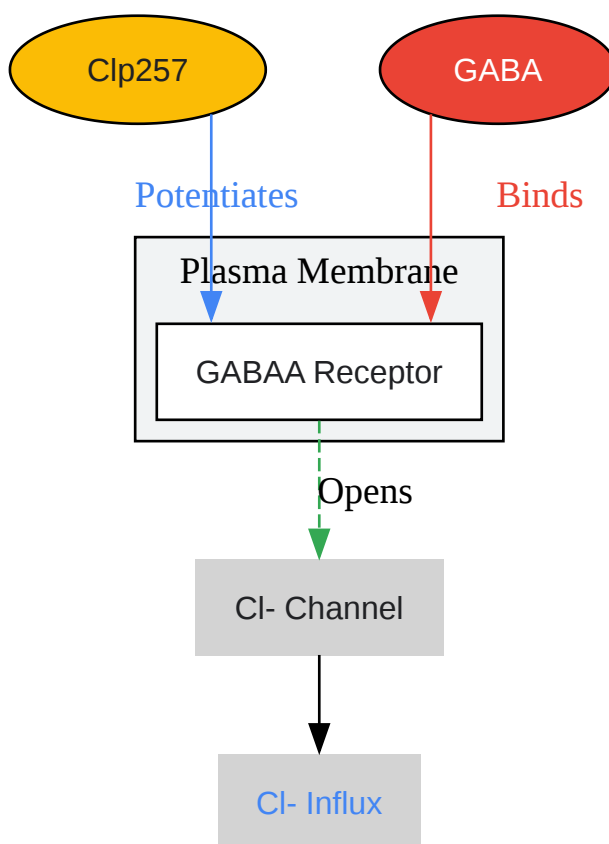 Clp257
GABA
Potentiates
Binds
Plasma Membrane
GABAA Receptor
Opens
Cl- Channel
Cl- Influx